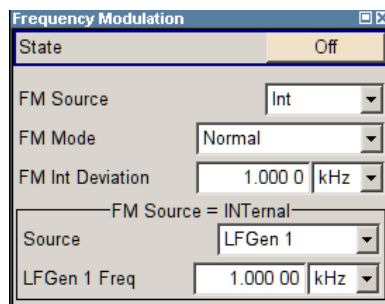 Frequency Modulation
State Off
FM Source Int
FM Mode Normal
FM Int Deviation 1.000 0 kHz
FM Source = INTernal
Source LFGen 1
LFGen 1 Freq 1.000 00 kHz